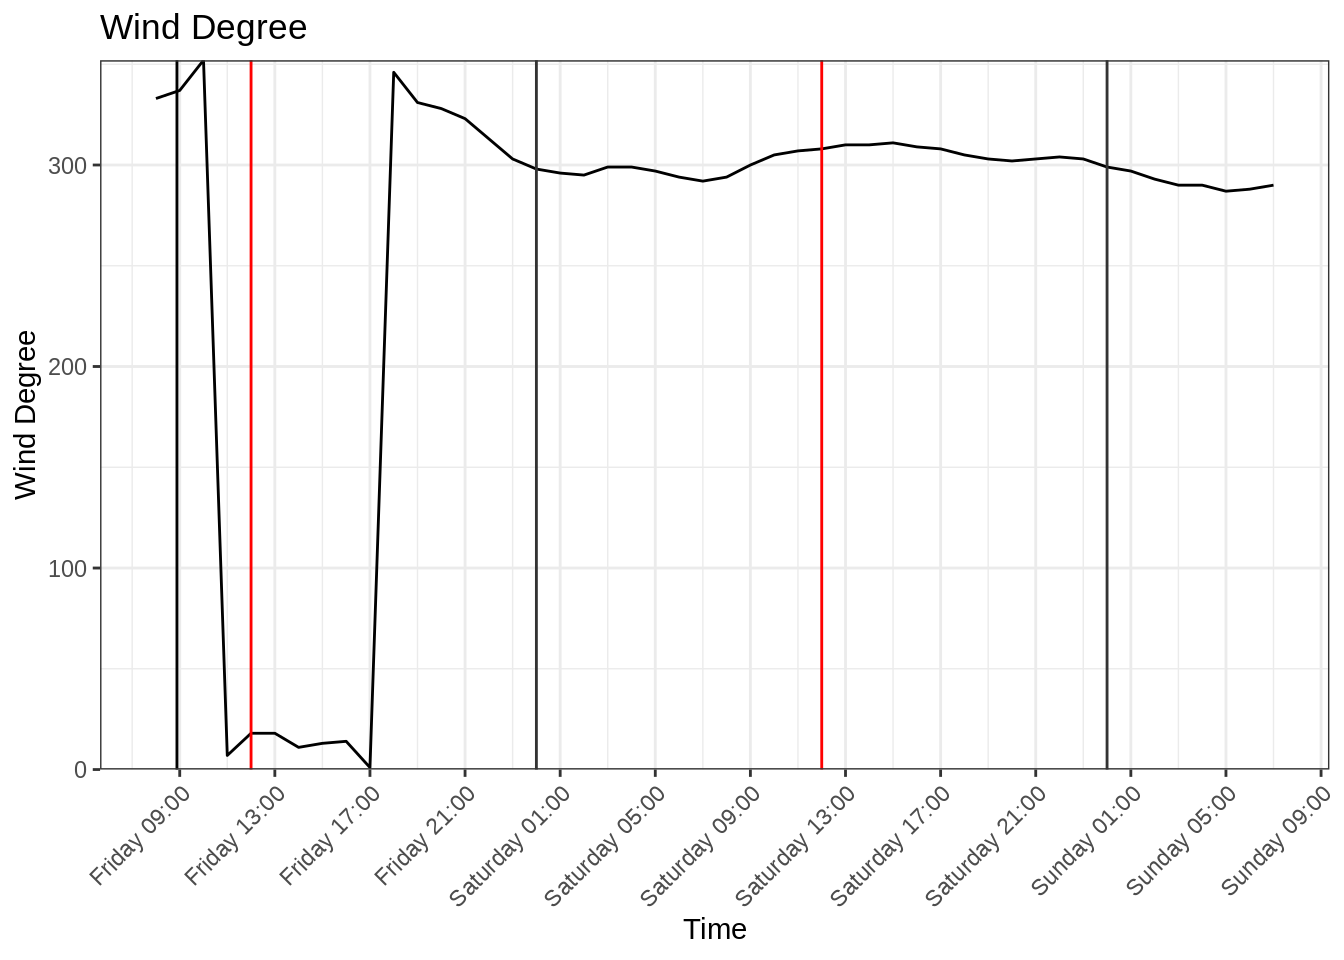 Wind Degree
Wind Degree
300
200
100
0
Friday 09:00
Friday 13:00
Friday 17:00
Friday 21:00
Saturday 01:00
Saturday 05:00
Saturday 09:00
Saturday 13:00
Saturday 17:00
Saturday 21:00
Sunday 01:00
Sunday 05:00
Sunday 09:00
Time